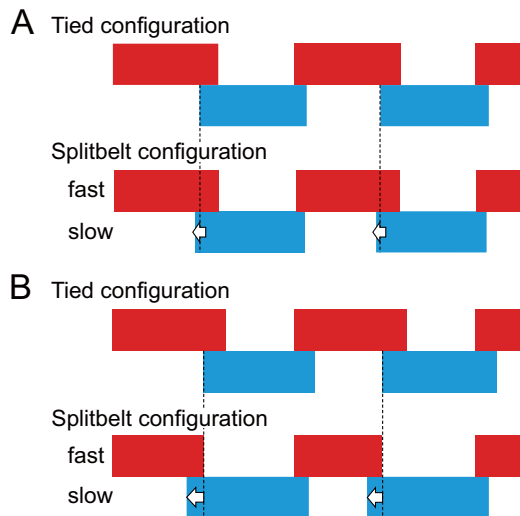 A Tied configuration
Splitbelt configuration
fast
slow
B Tied configuration
Splitbelt configuration
fast
slow